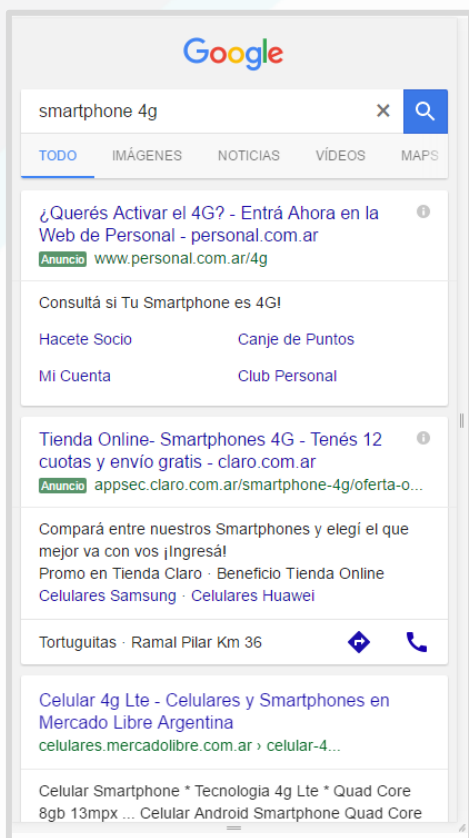 Google
smartphone 4g
TODO IMÁGENES NOTICIAS VÍDEOS MAPS
¿Querés Activar el 4G? - Entrá Ahora en la
Web de Personal - personal.com.ar
Anuncio www.personal.com.ar/4g
Consultá si Tu Smartphone es 4G!
Hacete Socio Canje de Puntos
Mi Cuenta Club Personal
Tienda Online- Smartphones 4G - Tenés 12
cuotas y envío gratis - claro.com.ar
Anuncio appsec.claro.com.ar/smartphone-4g/oferta-o...
Compará entre nuestros Smartphones y elegí el que
mejor va con vos ¡Ingresá!
Promo en Tienda Claro · Beneficio Tienda Online
Celulares Samsung · Celulares Huawei
Tortuguitas · Ramal Pilar Km 36
Celular 4g Lte - Celulares y Smartphones en
Mercado Libre Argentina
celulares.mercadolibre.com.ar › celular-4...
Celular Smartphone * Tecnologia 4g Lte * Quad Core
8gb 13mpx ... Celular Android Smartphone Quad Core